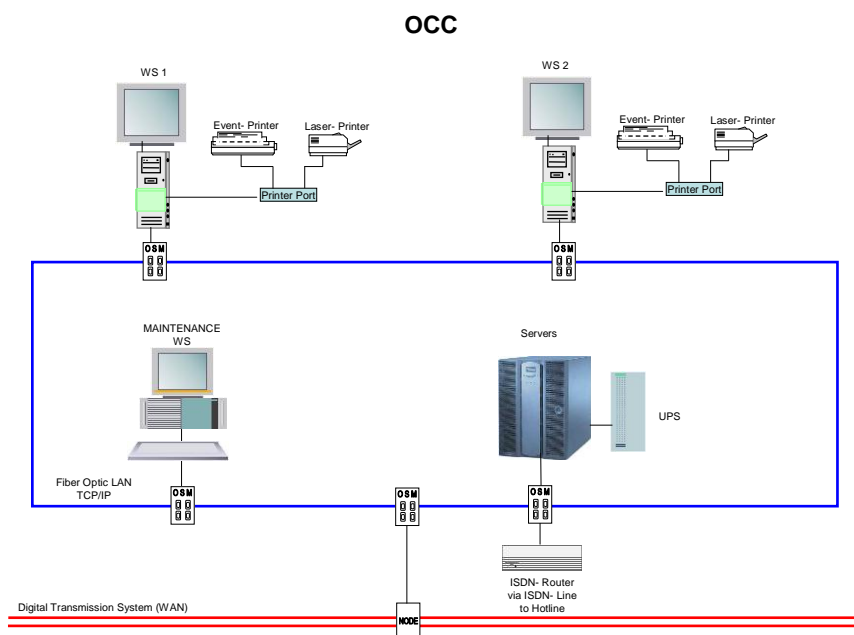 OCC
WS 1
WS 2
Event- Printer
Laser- Printer
Event- Printer
Laser- Printer
Printer Port
Printer Port
OSM
OSM
MAINTENANCE
WS
Servers
UPS
Fiber Optic LAN
TCP/IP
OSM
OSM
OSM
ISDN- Router
via ISDN- Line
to Hotline
Digital Transmission System (WAN)
NODE